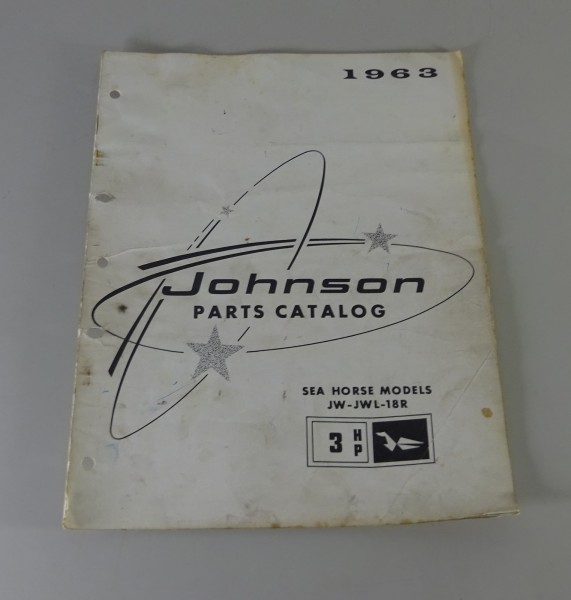 1963
Johnson
PARTS CATALOG
SEA HORSE MODELS
JW-JWL-18R
3 HP